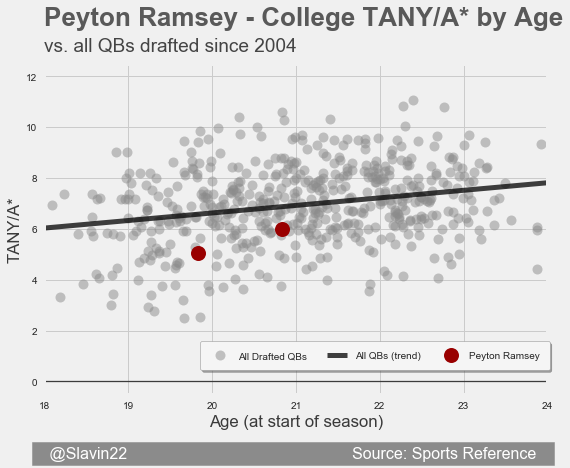 Peyton Ramsey - College TANY/A* by Age
vs. all QBs drafted since 2004
TANY/A*
12
10
8
6
4
2
0
18 19 20 21 22 23 24
All Drafted QBs All QBs (trend) Peyton Ramsey
Age (at start of season)
@Slavin22 Source: Sports Reference